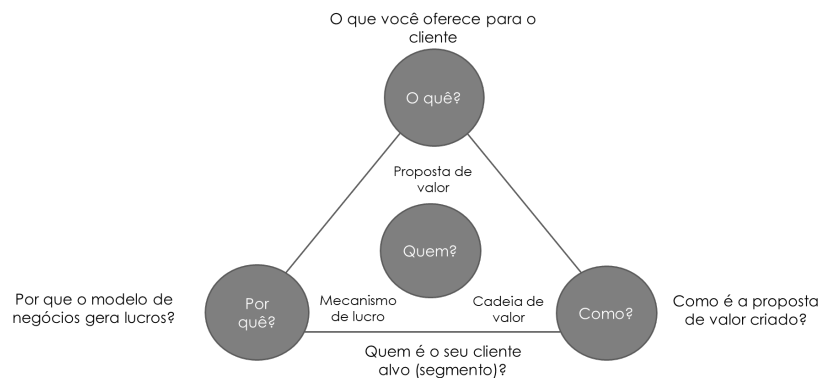 O que você oferece para o
cliente
O quê?
Proposta de
valor
Quem?
Por que o modelo de
negócios gera lucros?
Por
quê?
Mecanismo
de lucro
Cadeia de
valor
Como?
Como é a proposta
de valor criado?
Quem é o seu cliente
alvo (segmento)?